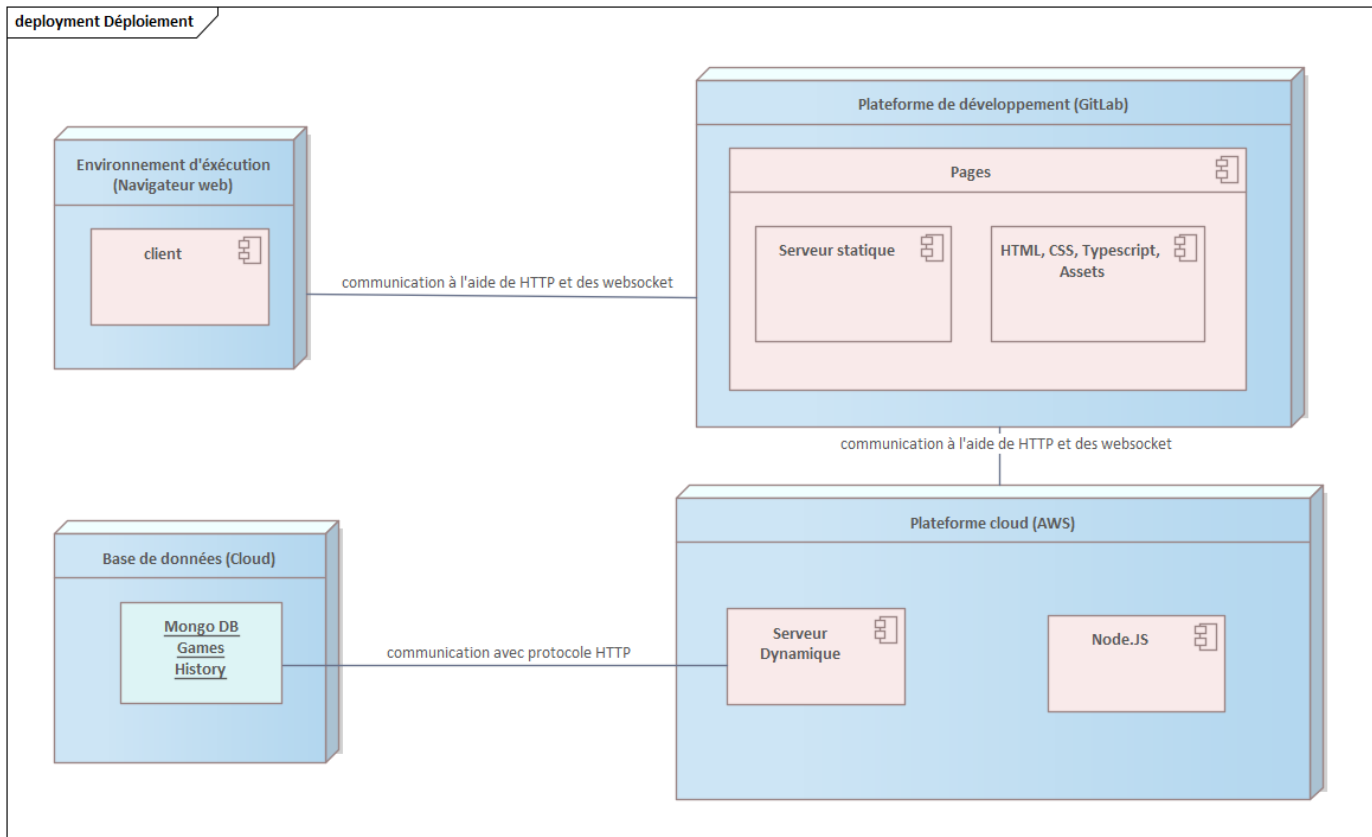 deployment Déploiement
Environnement d'éxécution
(Navigateur web)
client
communication à l'aide de HTTP et des websocket
Plateforme de développement (GitLab)
Pages
Serveur statique
HTML, CSS, Typescript,
Assets
communication à l'aide de HTTP et des websocket
Base de données (Cloud)
Mongo DB
Games
History
communication avec protocole HTTP
Plateforme cloud (AWS)
Serveur
Dynamique
Node.JS